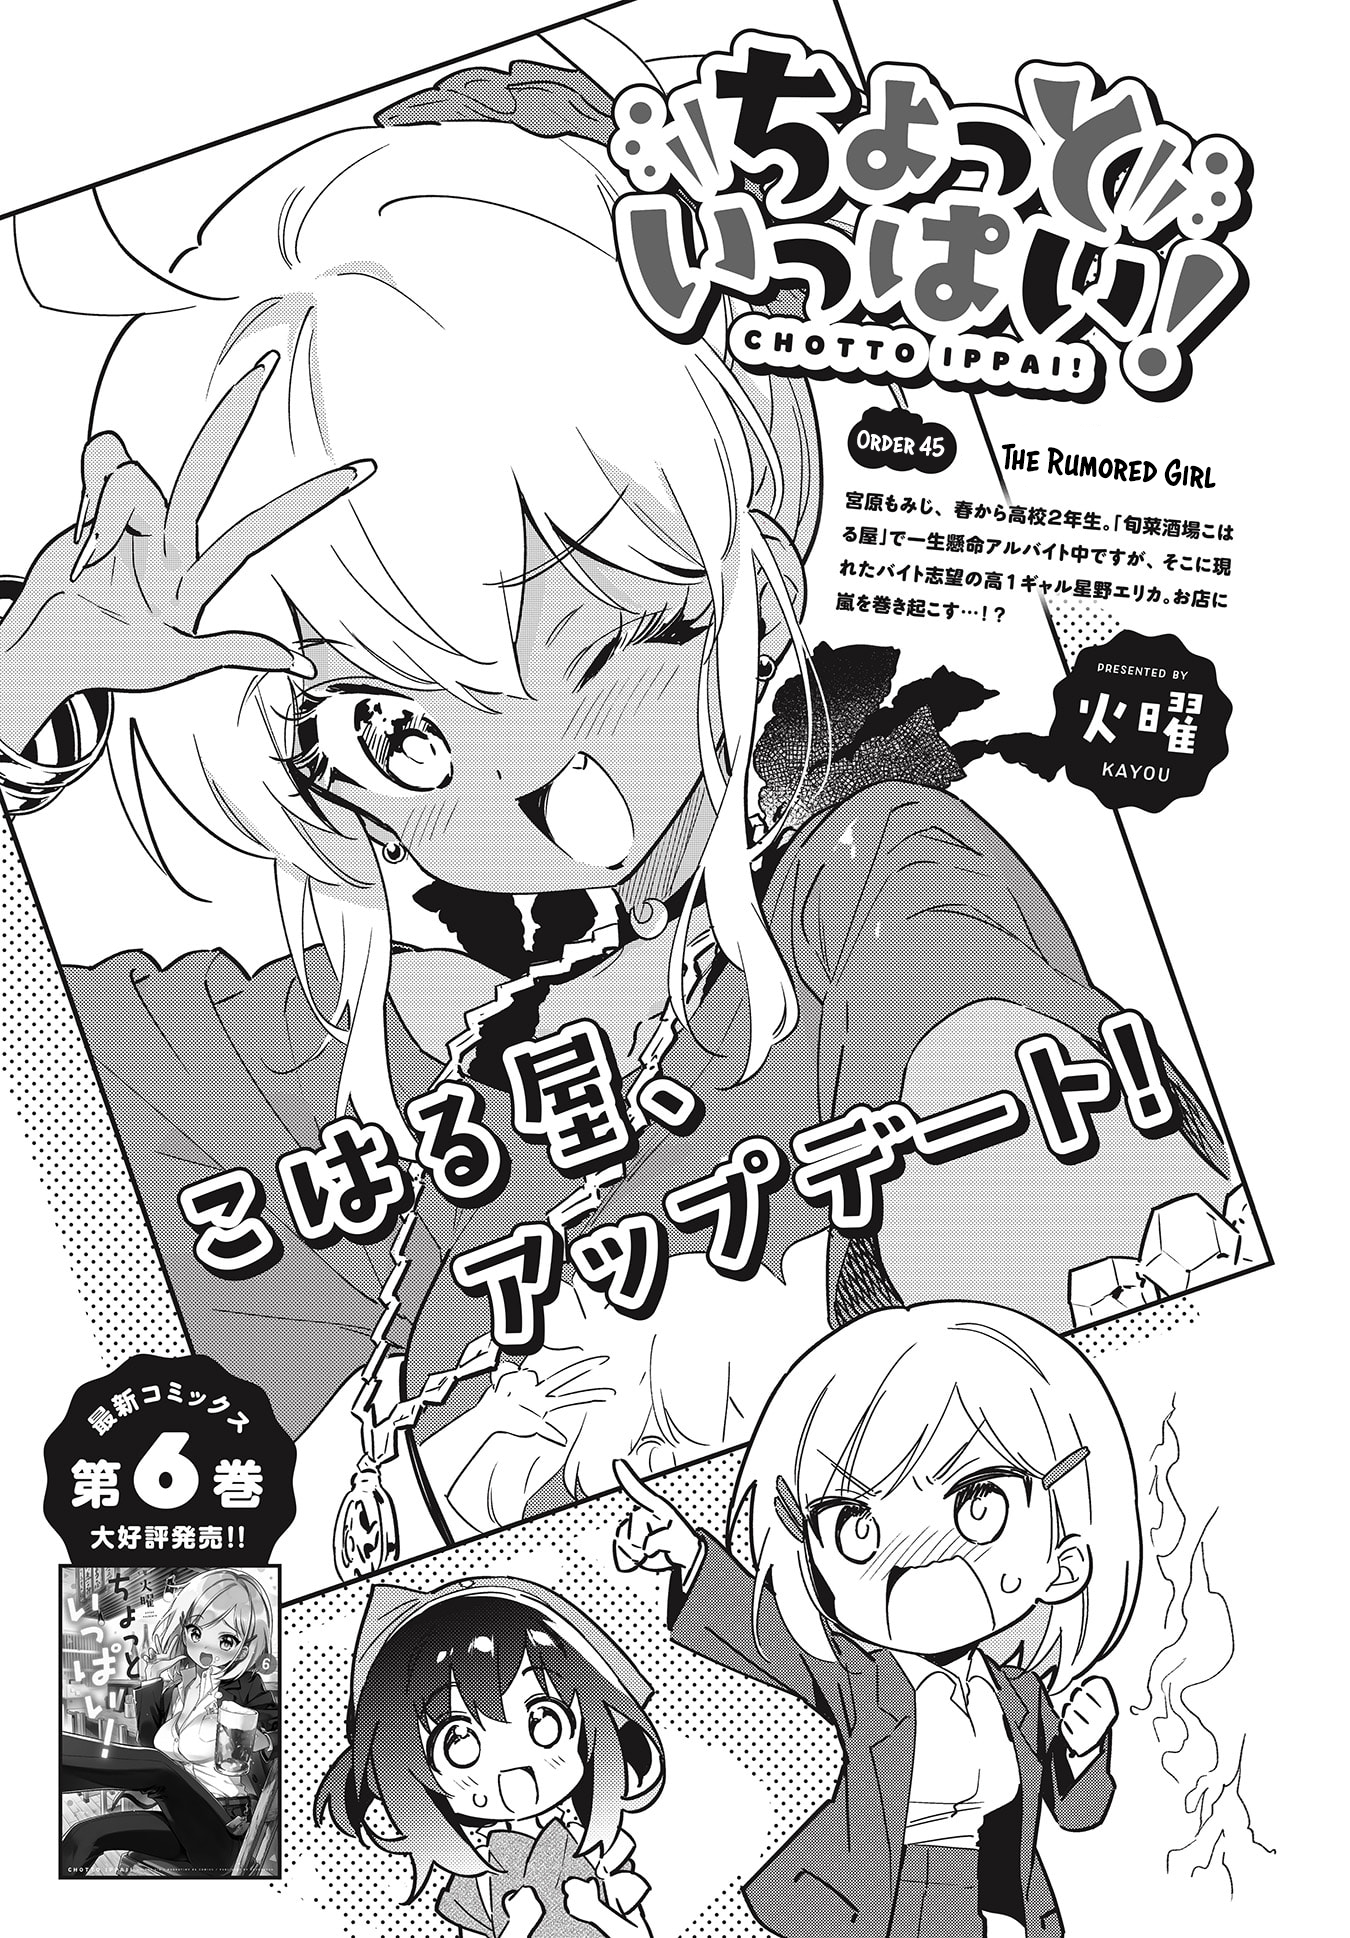 ちょっと
いっぱい!
CHOTTO IPPAI!
ORDER 45
THE RUMORED GIRL
宮原もみじ、春から高校2年生。「旬菜酒場こは
る屋」で一生懸命アルバイト中ですが、そこに現
れたバイト志望の高1ギャル星野エリカ。お店に
嵐を巻き起こす…!?
PRESENTED BY
火曜
KAYOU
こはる屋、
アップデート!
最新コミックス
第6巻
大好評発売!!
火曜
ちょっと
いっぱい!
6
CHOTTO IPPAI!